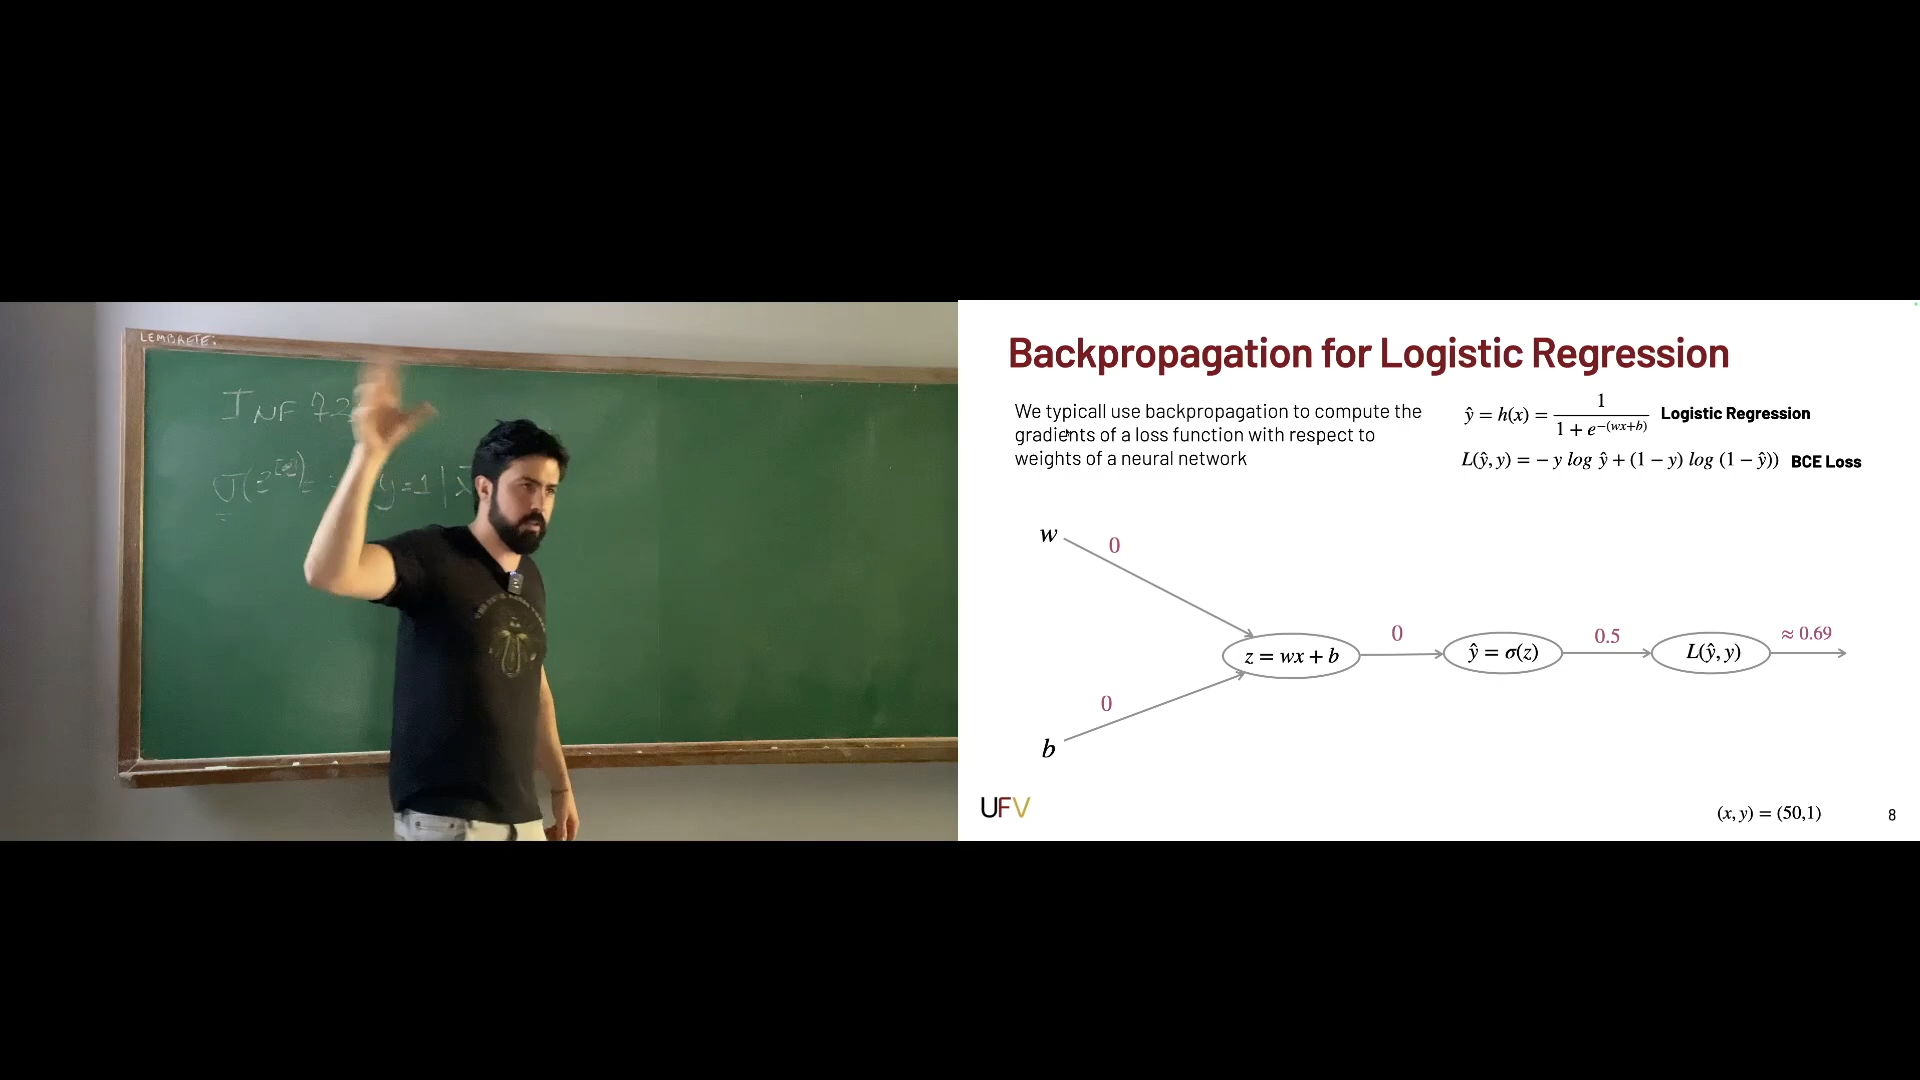 LEMBRETE:
INF 72
y=1 |
Backpropagation for Logistic Regression
We typicall use backpropagation to compute the
gradients of a loss function with respect to
weights of a neural network
ŷ = h(x) = 1 / 1 + e^−(wx+b) Logistic Regression
L(ŷ, y) = − y log ŷ + (1 − y) log (1 − ŷ)) BCE Loss
w
0
z = wx + b
0
ŷ = σ(z)
0.5
L(ŷ, y)
≈ 0.69
0
b
UFV
(x, y) = (50,1)
8